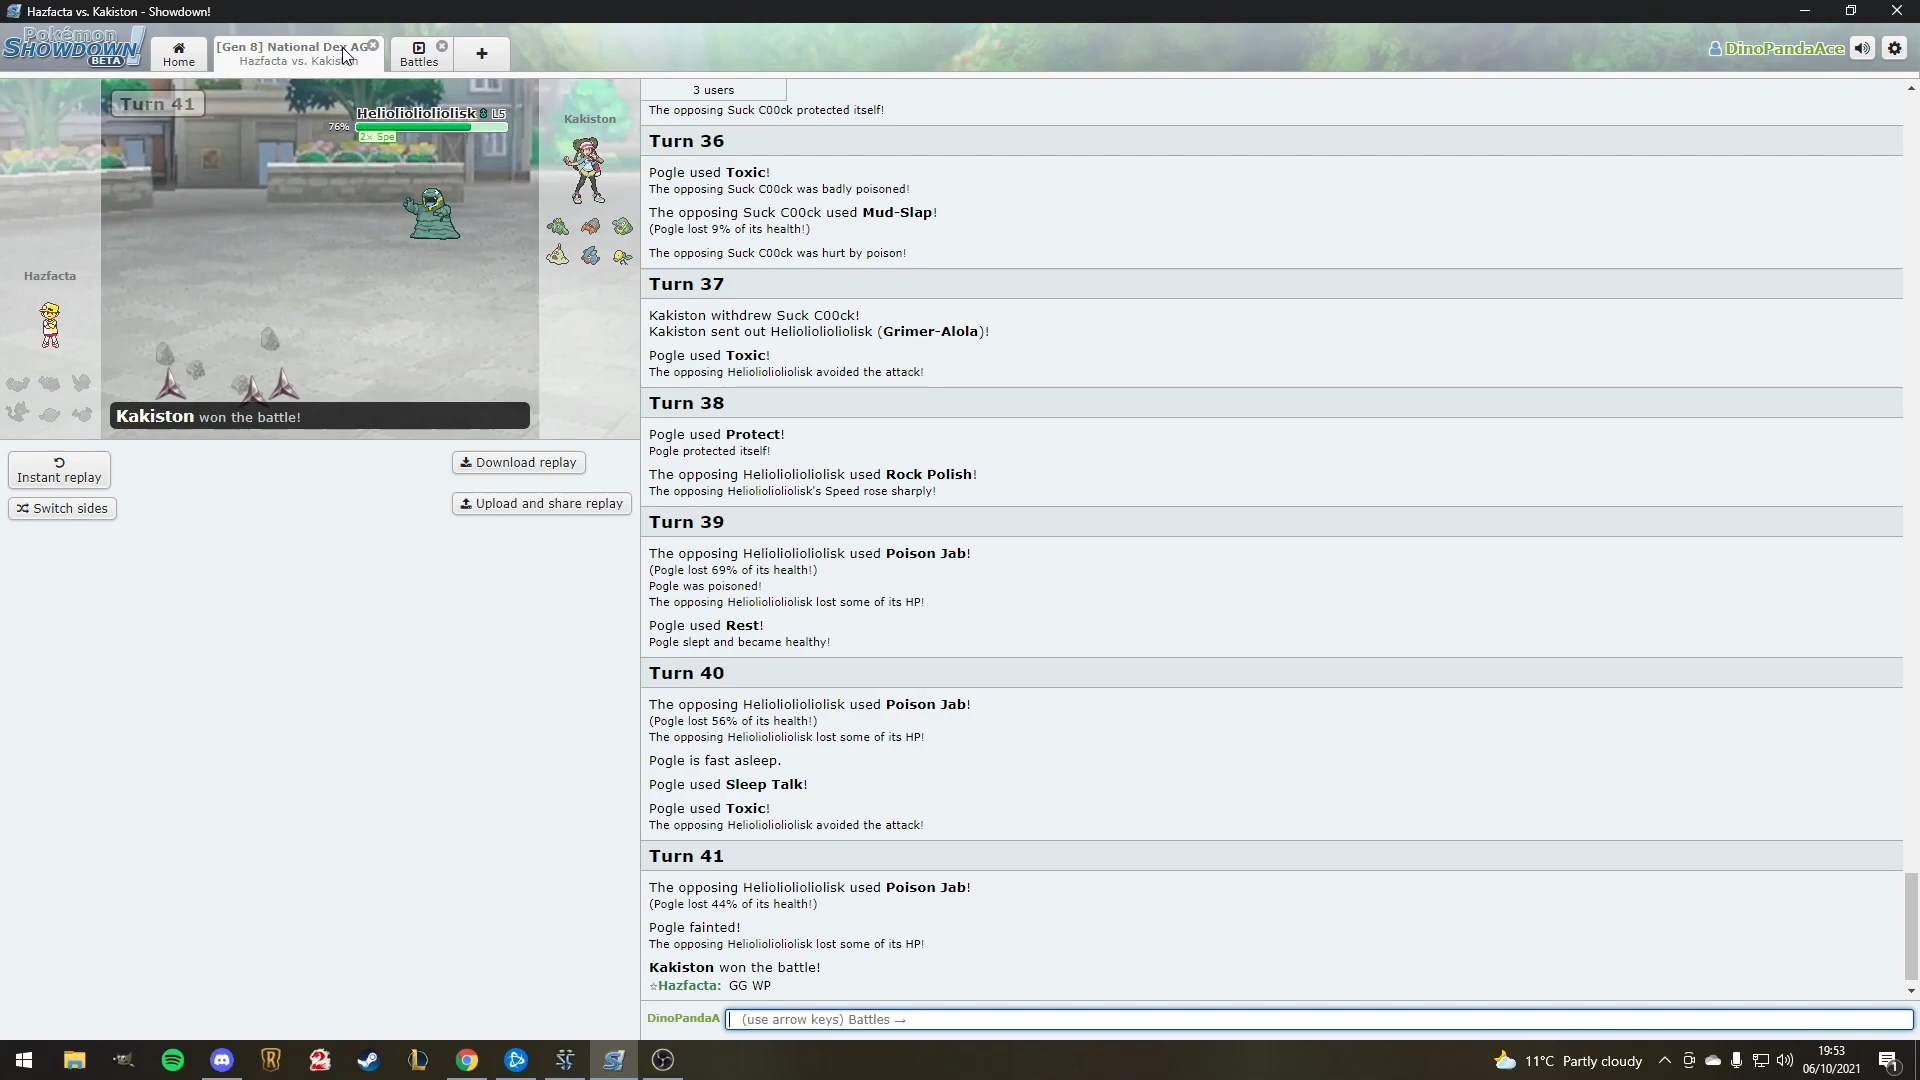 Hazfacta vs. Kakiston - Showdown!
Pokémon
SHOWDOWN!
BETA
Home
[Gen 8] National Dex AG
Hazfacta vs. Kakiston
Battles
+
DinoPandaAce
Turn 41
Heliolioliolioliolisk L5
76%
2x Spe
Kakiston
Hazfacta
Kakiston won the battle!
Instant replay
Switch sides
Download replay
Upload and share replay
3 users
The opposing Suck C00ck protected itself!
Turn 36
Pogle used Toxic!
The opposing Suck C00ck was badly poisoned!
The opposing Suck C00ck used Mud-Slap!
(Pogle lost 9% of its health!)
The opposing Suck C00ck was hurt by poison!
Turn 37
Kakiston withdrew Suck C00ck!
Kakiston sent out Heliolioliolioliolisk (Grimer-Alola)!
Pogle used Toxic!
The opposing Heliolioliolioliolisk avoided the attack!
Turn 38
Pogle used Protect!
Pogle protected itself!
The opposing Heliolioliolioliolisk used Rock Polish!
The opposing Heliolioliolioliolisk's Speed rose sharply!
Turn 39
The opposing Heliolioliolioliolisk used Poison Jab!
(Pogle lost 69% of its health!)
Pogle was poisoned!
The opposing Heliolioliolioliolisk lost some of its HP!
Pogle used Rest!
Pogle slept and became healthy!
Turn 40
The opposing Heliolioliolioliolisk used Poison Jab!
(Pogle lost 56% of its health!)
The opposing Heliolioliolioliolisk lost some of its HP!
Pogle is fast asleep.
Pogle used Sleep Talk!
Pogle used Toxic!
The opposing Heliolioliolioliolisk avoided the attack!
Turn 41
The opposing Heliolioliolioliolisk used Poison Jab!
(Pogle lost 44% of its health!)
Pogle fainted!
The opposing Heliolioliolioliolisk lost some of its HP!
Kakiston won the battle!
☆Hazfacta: GG WP
DinoPandaA (use arrow keys) Battles →
11°C Partly cloudy
19:53
06/10/2021
1